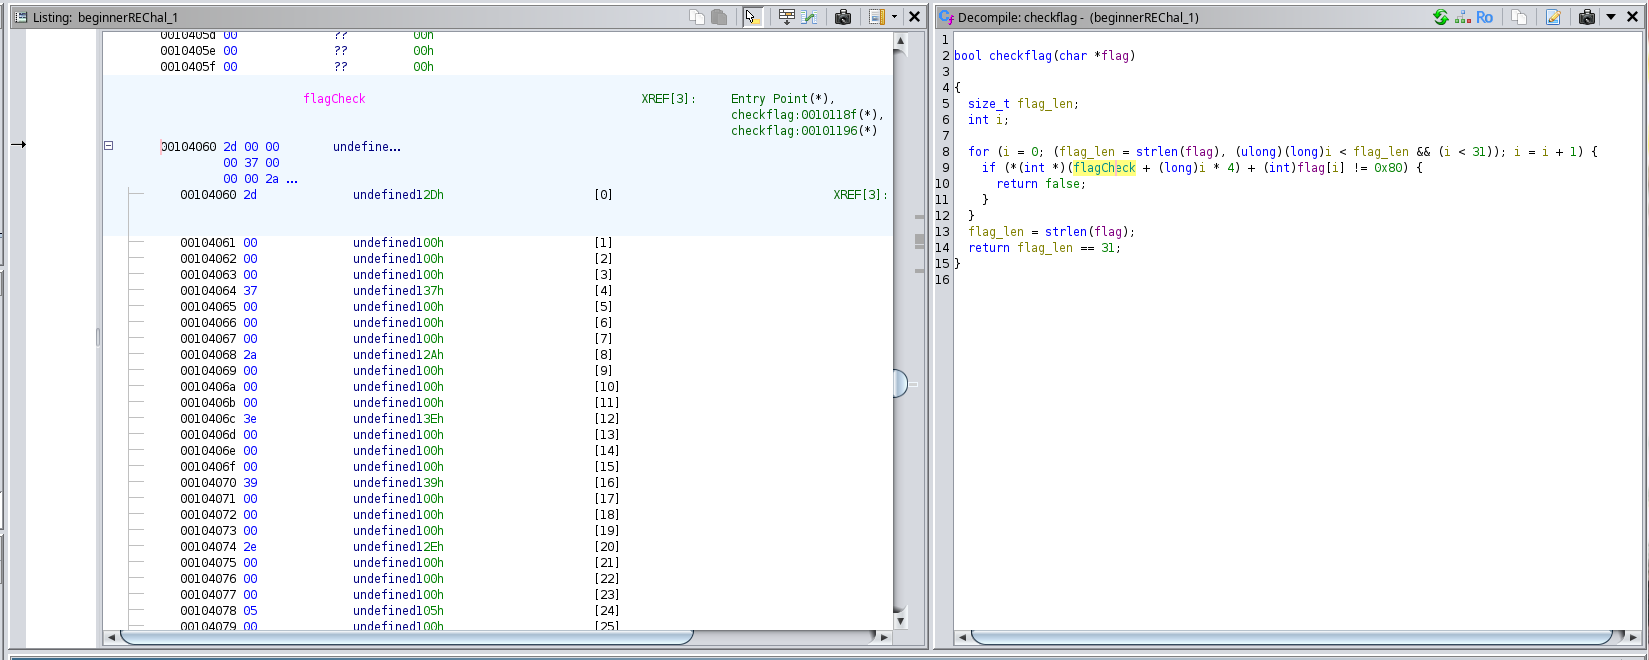 Listing: beginnerREChal_1
0010405d 00 ?? 00h
0010405e 00 ?? 00h
0010405f 00 ?? 00h
flagCheck XREF[3]: Entry Point(*),
checkflag:0010118f(*),
checkflag:00101196(*)
00104060 2d 00 00 undefine...
00 37 00
00 00 2a ...
00104060 2d undefined12Dh [0] XREF[3]:
00104061 00 undefined100h [1]
00104062 00 undefined100h [2]
00104063 00 undefined100h [3]
00104064 37 undefined137h [4]
00104065 00 undefined100h [5]
00104066 00 undefined100h [6]
00104067 00 undefined100h [7]
00104068 2a undefined12Ah [8]
00104069 00 undefined100h [9]
0010406a 00 undefined100h [10]
0010406b 00 undefined100h [11]
0010406c 3e undefined13Eh [12]
0010406d 00 undefined100h [13]
0010406e 00 undefined100h [14]
0010406f 00 undefined100h [15]
00104070 39 undefined139h [16]
00104071 00 undefined100h [17]
00104072 00 undefined100h [18]
00104073 00 undefined100h [19]
00104074 2e undefined12Eh [20]
00104075 00 undefined100h [21]
00104076 00 undefined100h [22]
00104077 00 undefined100h [23]
00104078 05 undefined105h [24]
00104079 00 undefined100h [25]
Decompile: checkflag - (beginnerREChal_1)
Ro
1
2 bool checkflag(char *flag)
3
4 {
5 size_t flag_len;
6 int i;
7
8 for (i = 0; (flag_len = strlen(flag), (ulong)(long)i < flag_len && (i < 31)); i = i + 1) {
9 if (*(int *)(flagCheck + (long)i * 4) + (int)flag[i] != 0x80) {
10 return false;
11 }
12 }
13 flag_len = strlen(flag);
14 return flag_len == 31;
15 }
16